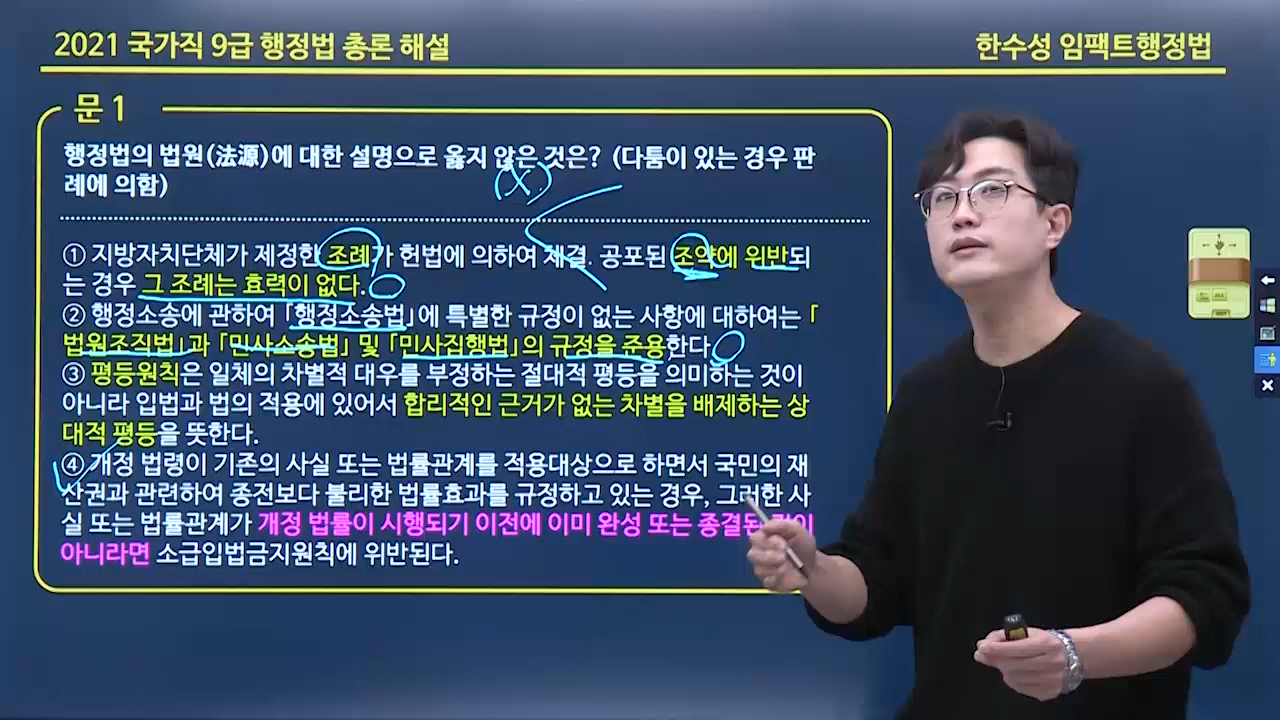 2021 국가직 9급 행정법 총론 해설
한수성 임팩트행정법
문 1
행정법의 법원(法源)에 대한 설명으로 옳지 않은 것은? (다툼이 있는 경우 판
례에 의함)
(X)
① 지방자치단체가 제정한 조례가 헌법에 의하여 체결·공포된 조약에 위반되
는 경우 그 조례는 효력이 없다.
② 행정소송에 관하여 「행정소송법」에 특별한 규정이 없는 사항에 대하여는 「
법원조직법」과 「민사소송법」 및 「민사집행법」의 규정을 준용한다.
③ 평등원칙은 일체의 차별적 대우를 부정하는 절대적 평등을 의미하는 것이
아니라 입법과 법의 적용에 있어서 합리적인 근거가 없는 차별을 배제하는 상
대적 평등을 뜻한다.
④ 개정 법령이 기존의 사실 또는 법률관계를 적용대상으로 하면서 국민의 재
산권과 관련하여 종전보다 불리한 법률효과를 규정하고 있는 경우, 그러한 사
실 또는 법률관계가 개정 법률이 시행되기 이전에 이미 완성 또는 종결된 것이
아니라면 소급입법금지원칙에 위반된다.